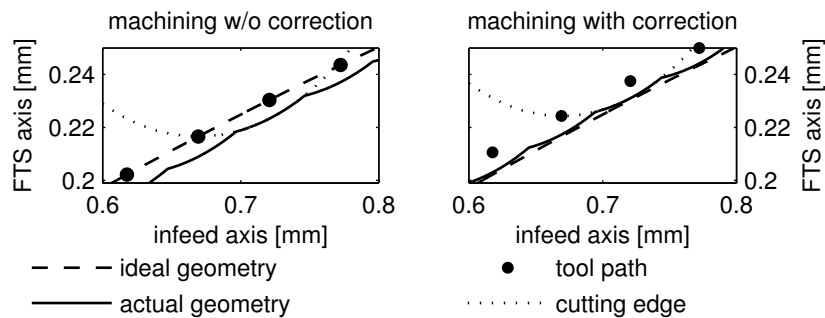 machining w/o correction
machining with correction
FTS axis [mm]
0.24
0.22
0.2
0.6
0.7
0.8
infeed axis [mm]
0.6
0.7
0.8
infeed axis [mm]
0.24
0.22
0.2
FTS axis [mm]
ideal geometry
tool path
actual geometry
cutting edge